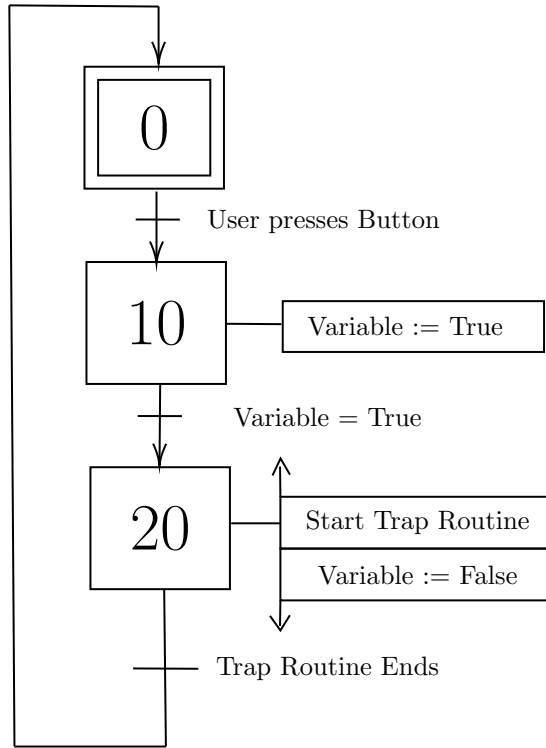 0
User presses Button
10
Variable := True
Variable = True
20
Start Trap Routine
Variable := False
Trap Routine Ends